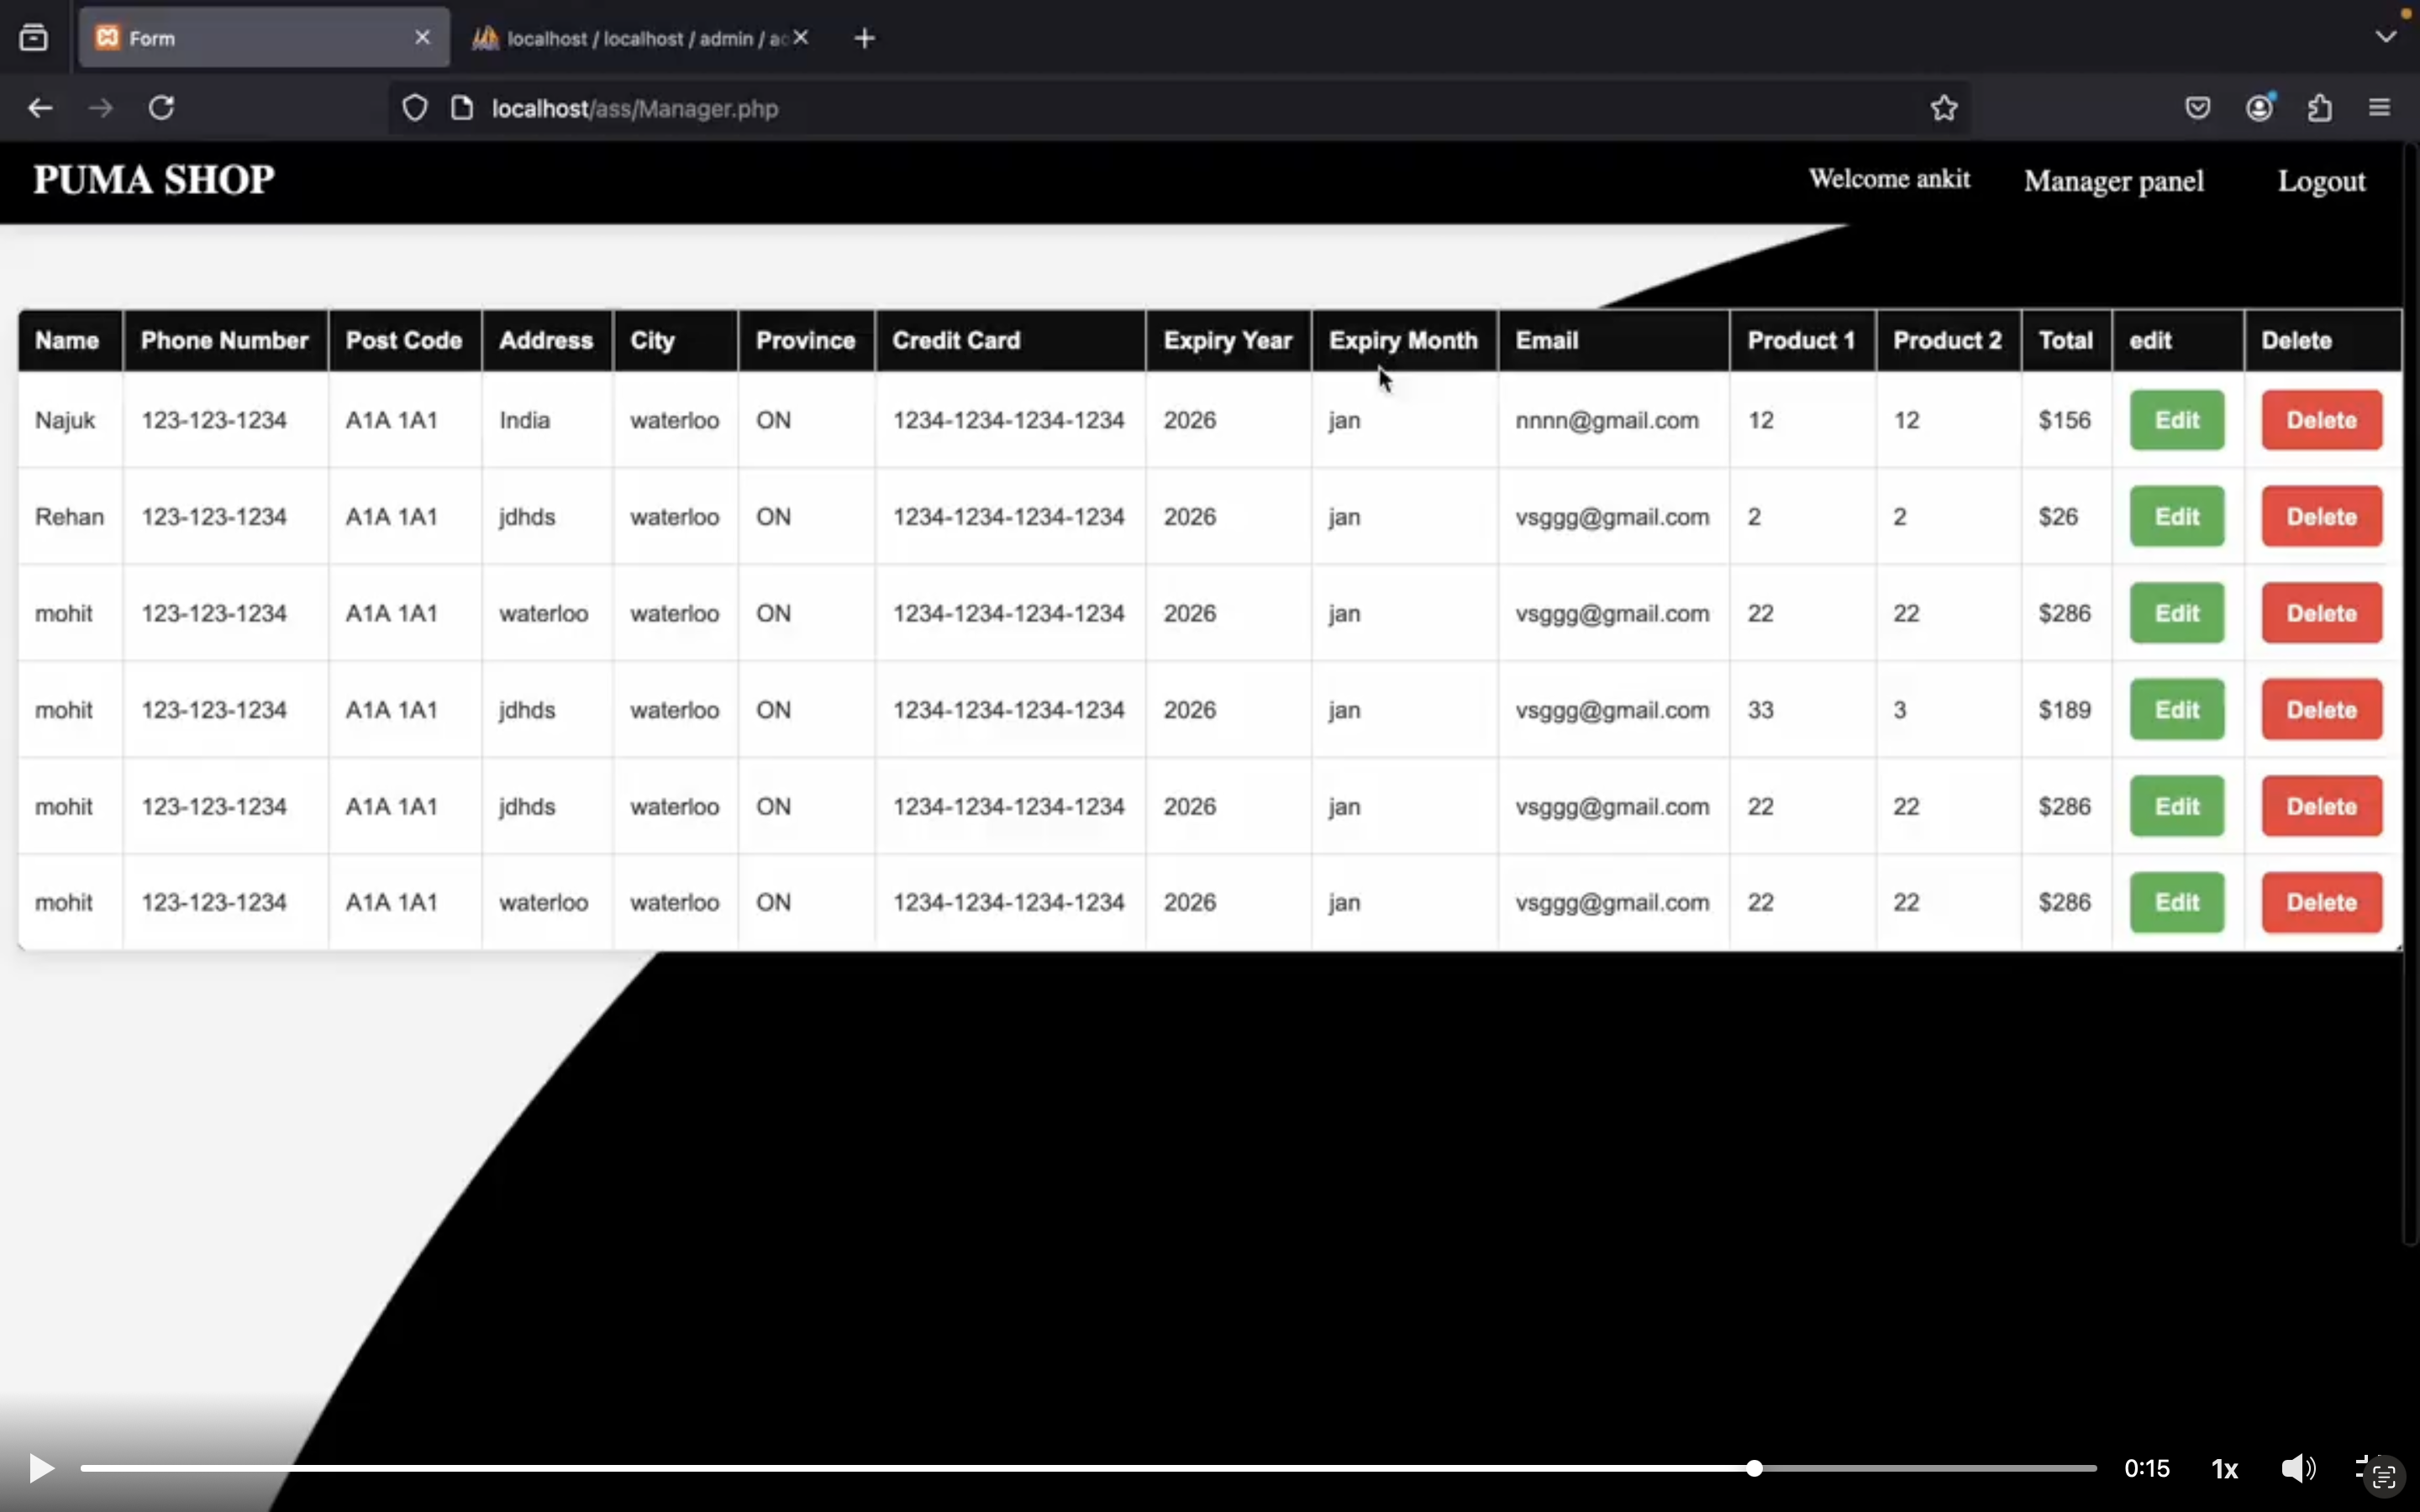 Form
localhost / localhost / admin / ac
localhost/ass/Manager.php
PUMA SHOP Welcome ankit Manager panel Logout
Name Phone Number Post Code Address City Province Credit Card Expiry Year Expiry Month Email Product 1 Product 2 Total edit Delete
Najuk 123-123-1234 A1A 1A1 India waterloo ON 1234-1234-1234-1234 2026 jan nnnn@gmail.com 12 12 $156 Edit Delete
Rehan 123-123-1234 A1A 1A1 jdhds waterloo ON 1234-1234-1234-1234 2026 jan vsggg@gmail.com 2 2 $26 Edit Delete
mohit 123-123-1234 A1A 1A1 waterloo waterloo ON 1234-1234-1234-1234 2026 jan vsggg@gmail.com 22 22 $286 Edit Delete
mohit 123-123-1234 A1A 1A1 jdhds waterloo ON 1234-1234-1234-1234 2026 jan vsggg@gmail.com 33 3 $189 Edit Delete
mohit 123-123-1234 A1A 1A1 jdhds waterloo ON 1234-1234-1234-1234 2026 jan vsggg@gmail.com 22 22 $286 Edit Delete
mohit 123-123-1234 A1A 1A1 waterloo waterloo ON 1234-1234-1234-1234 2026 jan vsggg@gmail.com 22 22 $286 Edit Delete
0:15 1x